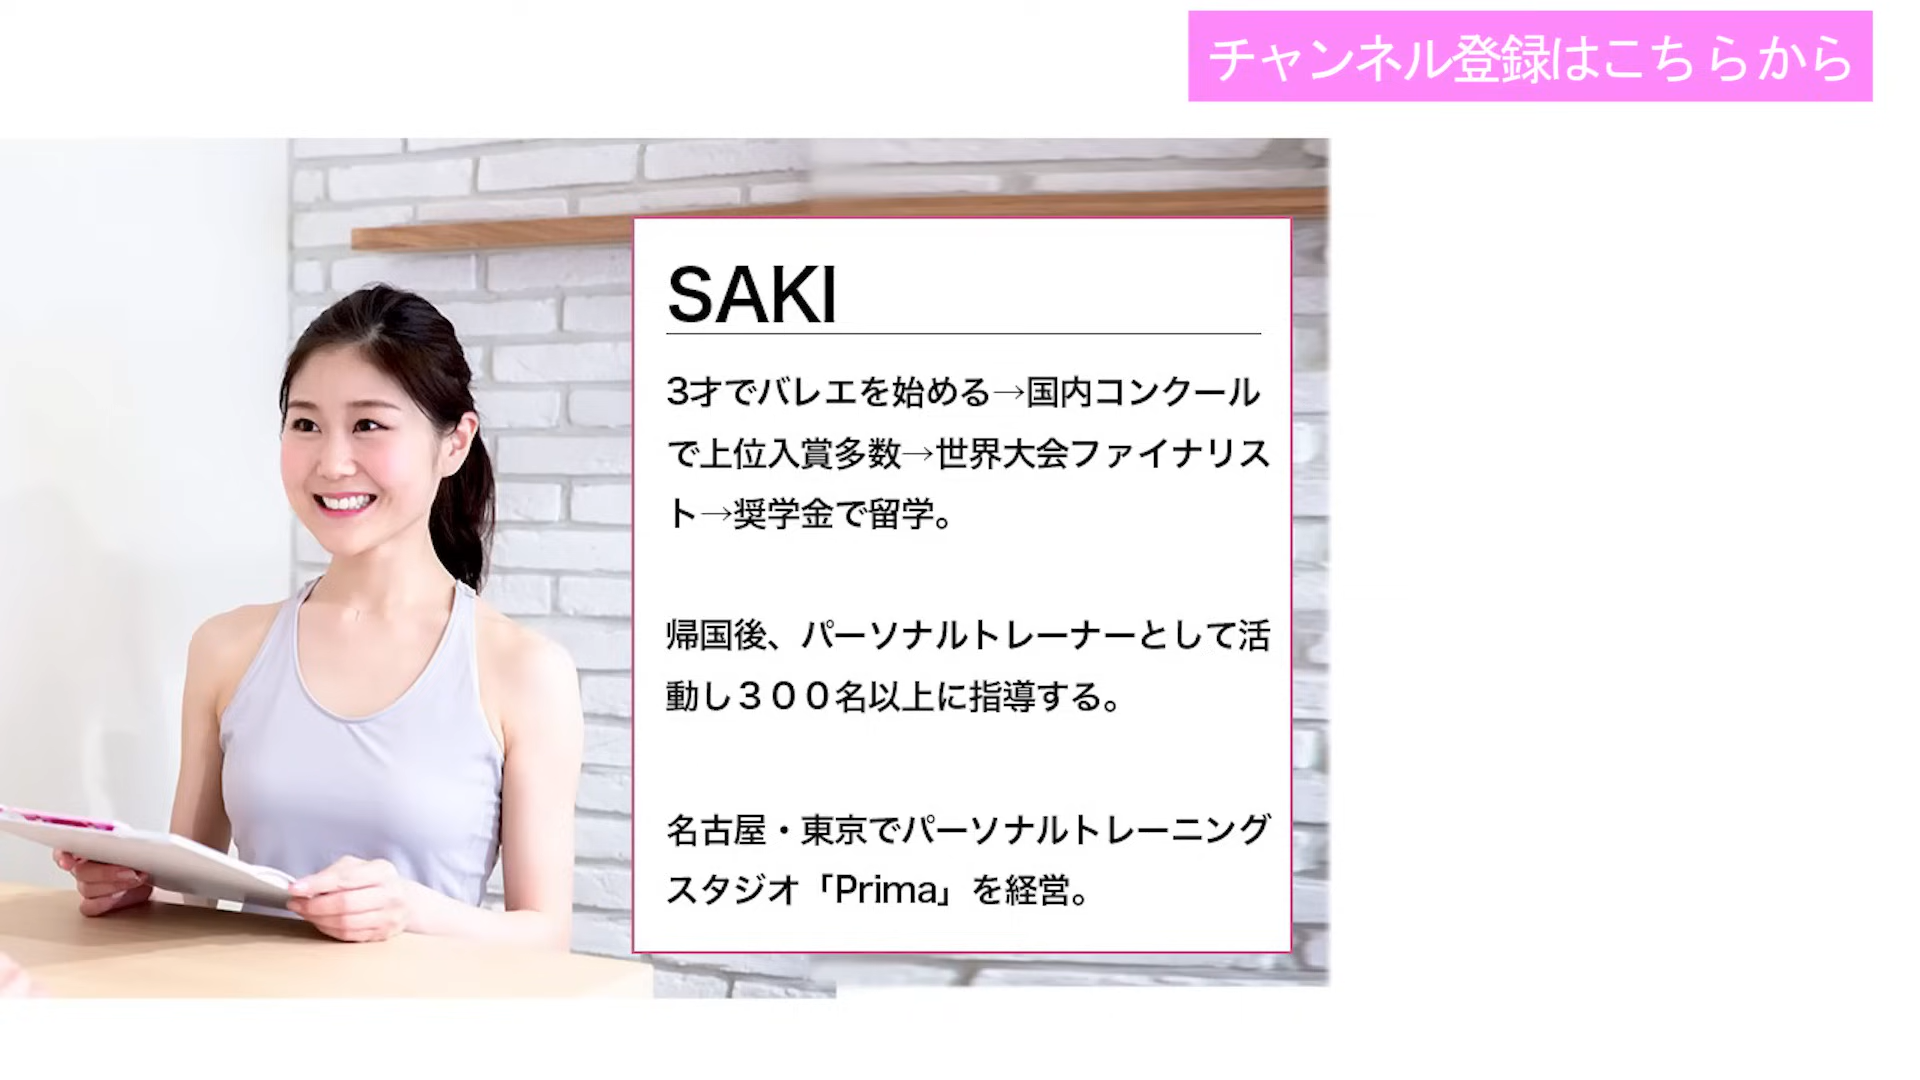 チャンネル登録はこちらから
SAKI
3才でバレエを始める→国内コンクール
で上位入賞多数→世界大会ファイナリス
ト→奨学金で留学。
帰国後、パーソナルトレーナーとして活
動し３００名以上に指導する。
名古屋・東京でパーソナルトレーニング
スタジオ「Prima」を経営。